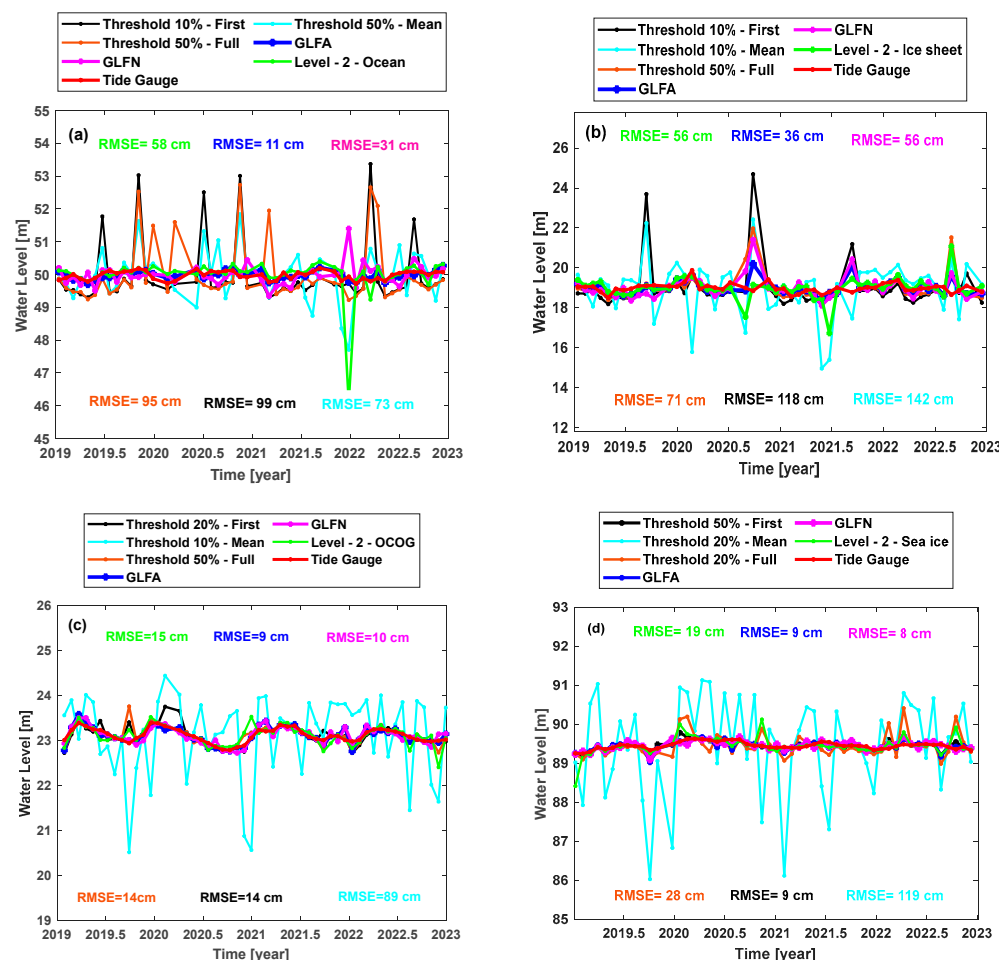 Threshold 10% - First
Threshold 50% - Mean
Threshold 50% - Full
GLFA
GLFN
Level - 2 - Ocean
Tide Gauge
(a)
RMSE= 58 cm
RMSE= 11 cm
RMSE=31 cm
55
54
53
52
51
50
49
48
47
46
45
Water Level [m]
RMSE= 95 cm
RMSE= 99 cm
RMSE= 73 cm
2019
2019.5
2020
2020.5
2021
2021.5
2022
2022.5
2023
Time [year]
Threshold 10% - First
GLFN
Threshold 10% - Mean
Level - 2 - Ice sheet
Threshold 50% - Full
Tide Gauge
GLFA
(b)
RMSE= 56 cm
RMSE= 36 cm
RMSE= 56 cm
26
24
22
20
18
16
14
12
Water Level [m]
RMSE= 71 cm
RMSE= 118 cm
RMSE= 142 cm
2019
2019.5
2020
2020.5
2021
2021.5
2022
2022.5
2023
Time [year]
Threshold 20% - First
GLFN
Threshold 10% - Mean
Level - 2 - OCOG
Threshold 50% - Full
Tide Gauge
GLFA
(c)
RMSE=15 cm
RMSE=9 cm
RMSE=10 cm
26
25
24
23
22
21
20
19
Water Level [m]
RMSE=14cm
RMSE=14 cm
RMSE=89 cm
2019
2019.5
2020
2020.5
2021
2021.5
2022
2022.5
2023
Time [year]
Threshold 50% - First
GLFN
Threshold 20% - Mean
Level - 2 - Sea ice
Threshold 20% - Full
Tide Gauge
GLFA
(d)
RMSE= 19 cm
RMSE= 9 cm
RMSE= 8 cm
93
92
91
90
89
88
87
86
85
Water Level [m]
RMSE= 28 cm
RMSE= 9 cm
RMSE= 119 cm
2019.5
2020
2020.5
2021
2021.5
2022
2022.5
2023
Time [year]